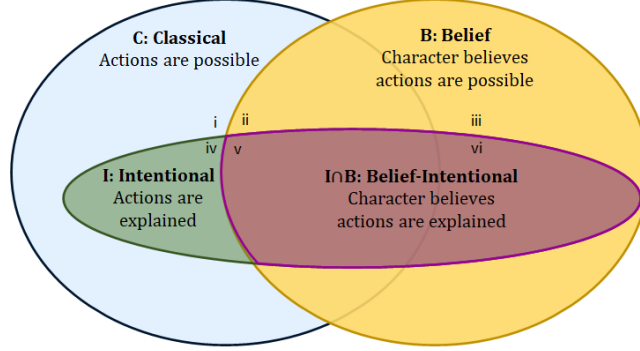 C: Classical
Actions are possible
B: Belief
Character believes
actions are possible
i
ii
iii
iv
v
vi
I: Intentional
Actions are
explained
I∩B: Belief-Intentional
Character believes
actions are explained